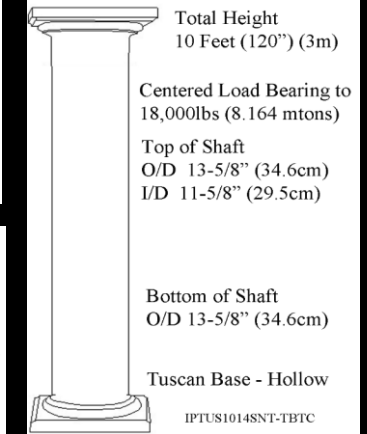 Total Height
10 Feet (120”) (3m)
Centered Load Bearing to
18,000lbs (8.164 mtons)
Top of Shaft
O/D 13-5/8” (34.6cm)
I/D 11-5/8” (29.5cm)
Bottom of Shaft
O/D 13-5/8” (34.6cm)
Tuscan Base - Hollow
IPTUS1014SNT-TBTC